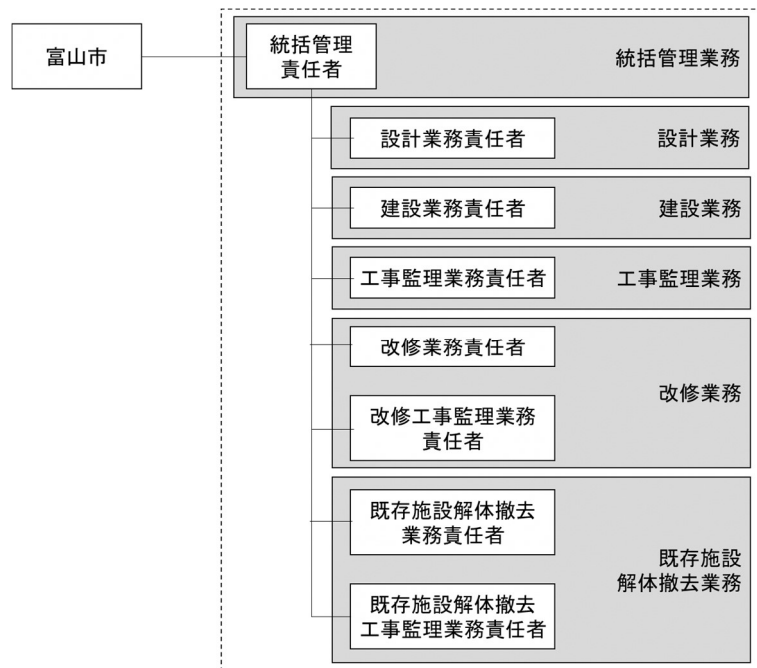 富山市
統括管理
責任者
統括管理業務
設計業務責任者
設計業務
建設業務責任者
建設業務
工事監理業務責任者
工事監理業務
改修業務責任者
改修工事監理業務
責任者
改修業務
既存施設解体撤去
業務責任者
既存施設解体撤去
工事監理業務責任者
既存施設
解体撤去業務